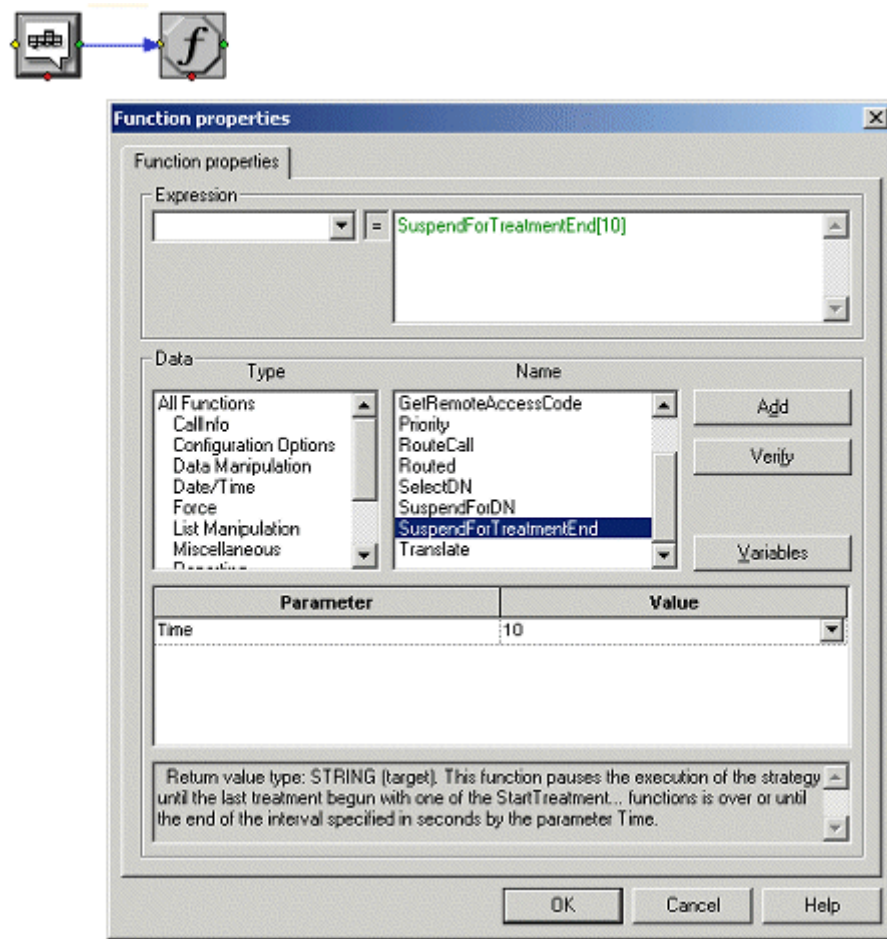 f
Function properties
Function properties
Expression
= SuspendForTreatmentEnd[10]
Data
Type Name
All Functions
CallInfo
Configuration Options
Data Manipulation
Date/Time
Force
List Manipulation
Miscellaneous
Reporting
GetRemoteAccessCode
Priority
RouteCall
Routed
SelectDN
SuspendForDN
SuspendForTreatmentEnd
Translate
Add
Verify
Variables
Parameter Value
Time 10
Return value type: STRING (target). This function pauses the execution of the strategy
until the last treatment begun with one of the StartTreatment... functions is over or until
the end of the interval specified in seconds by the parameter Time.
OK Cancel Help